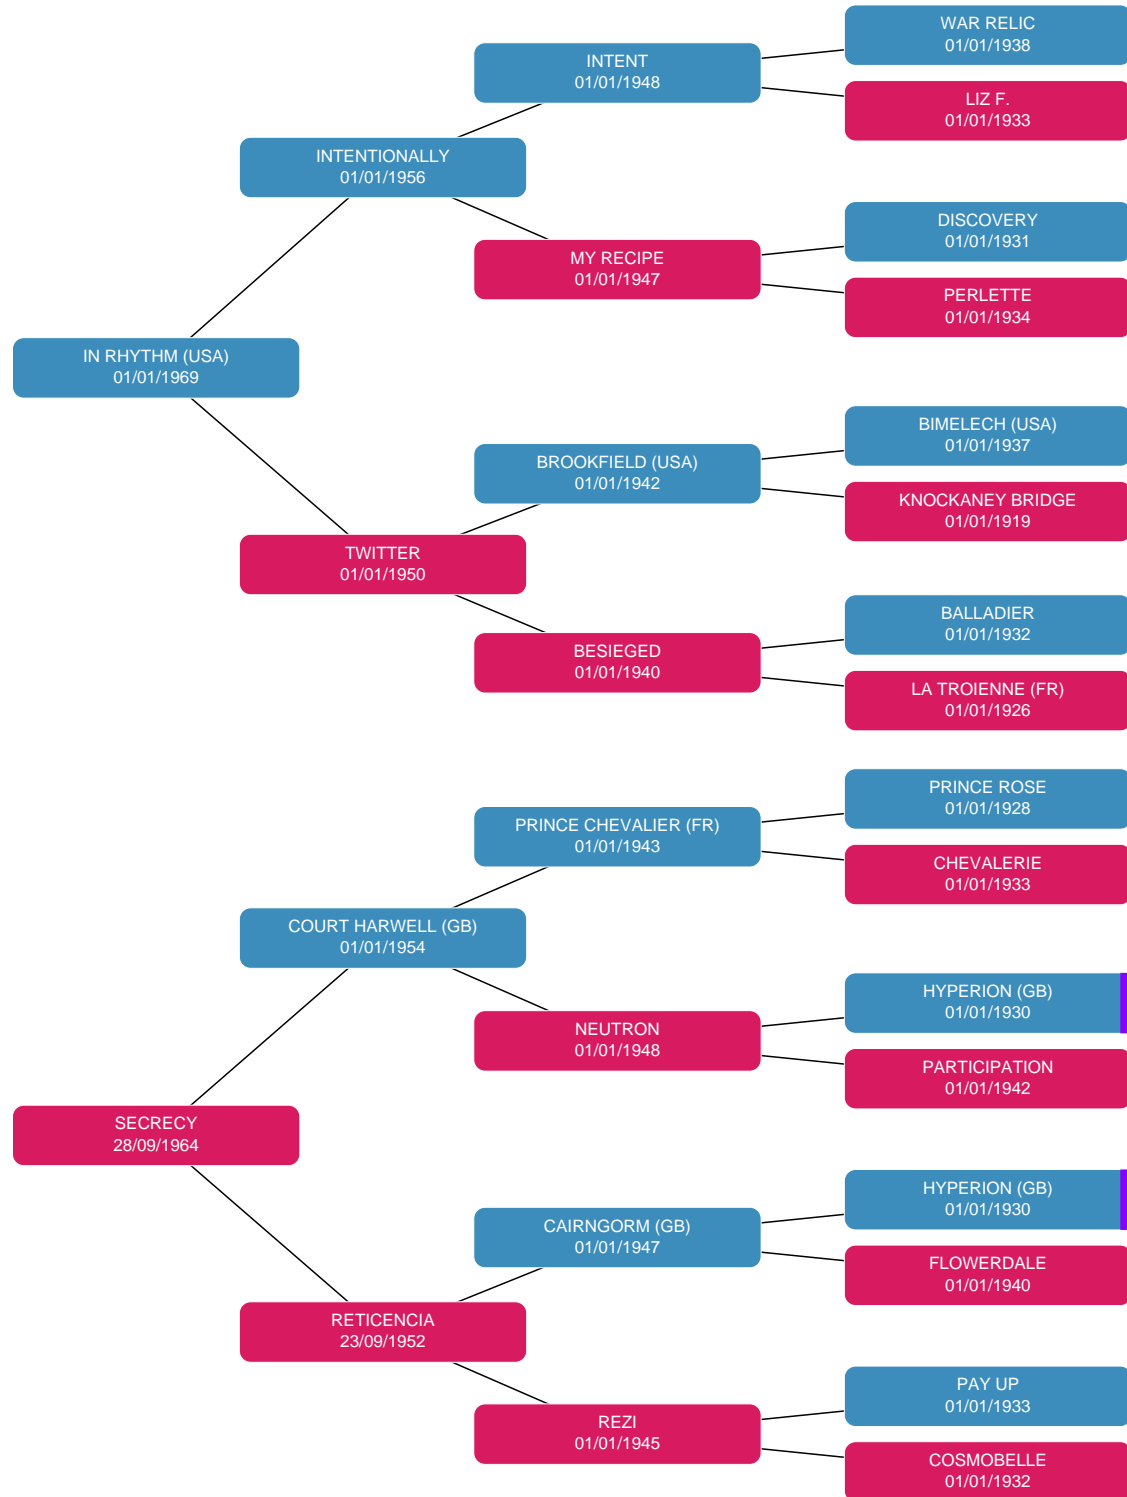 WAR RELIC
01/01/1938
INTENT
01/01/1948
LIZ F.
01/01/1933
INTENTIONALLY
01/01/1956
DISCOVERY
01/01/1931
MY RECIPE
01/01/1947
PERLETTE
01/01/1934
IN RHYTHM (USA)
01/01/1969
BIMELECH (USA)
01/01/1937
BROOKFIELD (USA)
01/01/1942
KNOCKANEY BRIDGE
01/01/1919
TWITTER
01/01/1950
BALLADIER
01/01/1932
BESIEGED
01/01/1940
LA TROIENNE (FR)
01/01/1926
PRINCE ROSE
01/01/1928
PRINCE CHEVALIER (FR)
01/01/1943
CHEVALERIE
01/01/1933
COURT HARWELL (GB)
01/01/1954
HYPERION (GB)
01/01/1930
NEUTRON
01/01/1948
PARTICIPATION
01/01/1942
SECRECY
28/09/1964
HYPERION (GB)
01/01/1930
CAIRNGORM (GB)
01/01/1947
FLOWERDALE
01/01/1940
RETICENCIA
23/09/1952
PAY UP
01/01/1933
REZI
01/01/1945
COSMOBELLE
01/01/1932